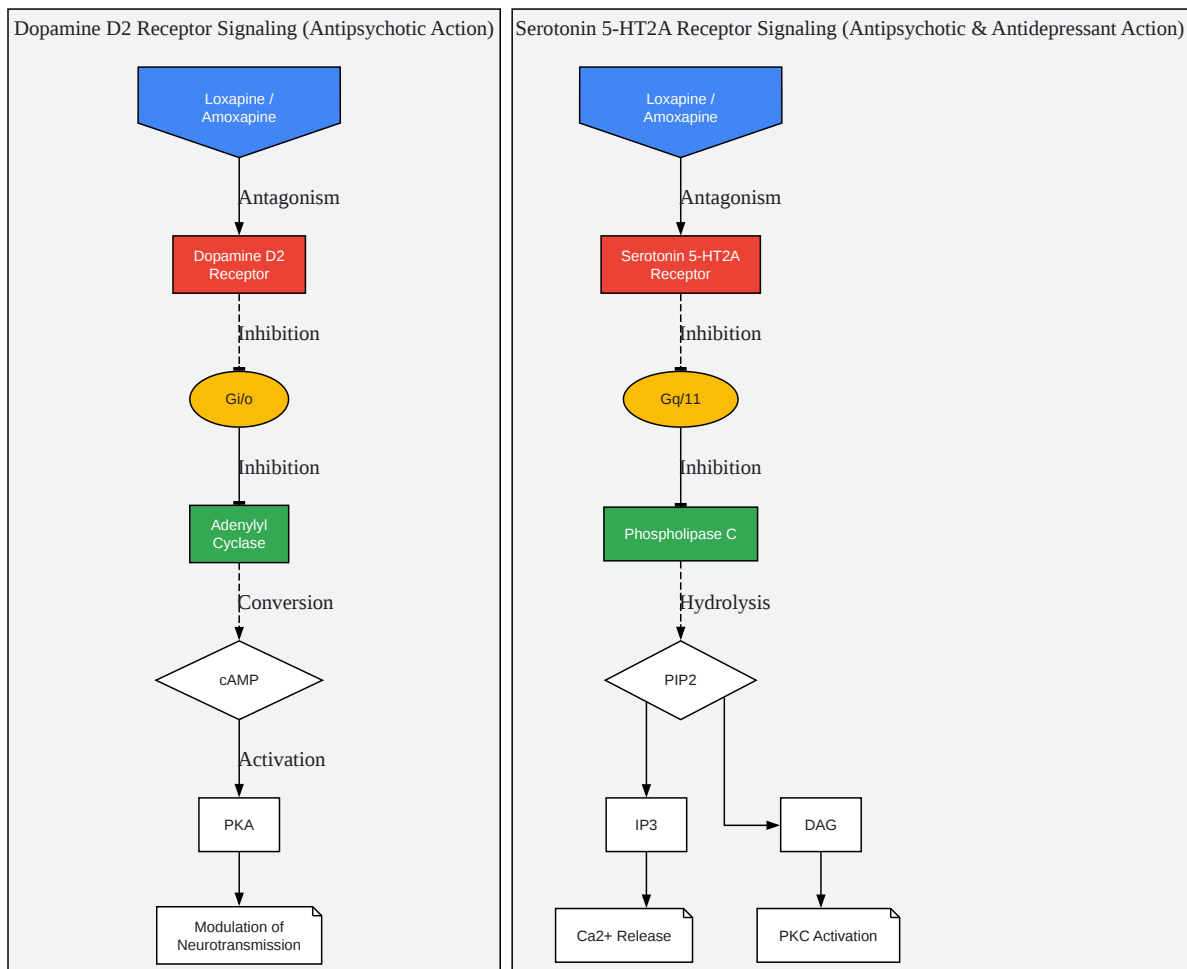 Dopamine D2 Receptor Signaling (Antipsychotic Action)
Loxapine /
Amoxapine
Antagonism
Dopamine D2
Receptor
Inhibition
Gi/o
Inhibition
Adenylyl
Cyclase
Conversion
cAMP
Activation
PKA
Modulation of
Neurotransmission
Serotonin 5-HT2A Receptor Signaling (Antipsychotic & Antidepressant Action)
Loxapine /
Amoxapine
Antagonism
Serotonin 5-HT2A
Receptor
Inhibition
Gq/11
Inhibition
Phospholipase C
Hydrolysis
PIP2
IP3
DAG
Ca2+ Release
PKC Activation